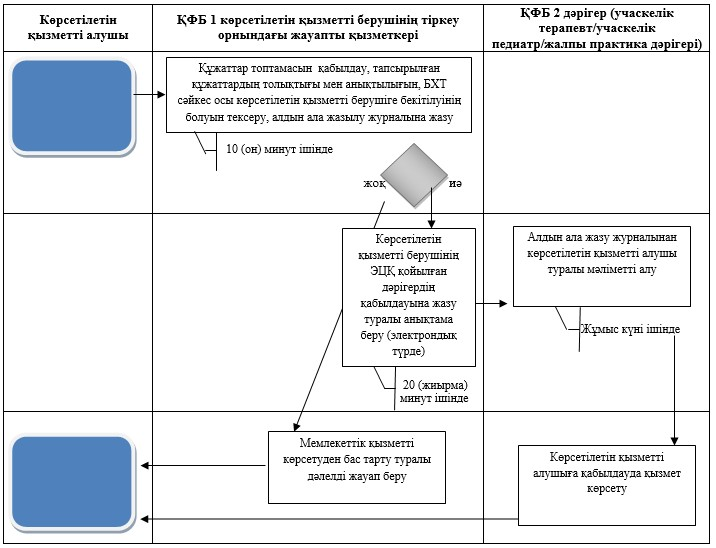 Көрсетілетін
қызметті алушы
ҚФБ 1 көрсетілетін қызметті берушінің тіркеу
орнындағы жауапты қызметкері
ҚФБ 2 дәрігер (учаскелік
терапевт/учаскелік
педиатр/жалпы практика дәрігері)
Құжаттар топтамасын қабылдау, тапсырылған
құжаттардың толықтығы мен анықтылығын, БХТ
сәйкес осы көрсетілетін қызметті берушіге бекітілуінің
болуын тексеру, алдын ала жазылу журналына жазу
10 (он) минут ішінде
жоқ
иә
Көрсетілетін
қызметті берушінің
ЭЦҚ қойылған
дәрігердің
қабылдауына жазу
туралы анықтама
беру (электрондық
түрде)
20 (жиырма)
минут ішінде
Алдын ала жазу журналынан
көрсетілетін қызметті алушы
туралы мәліметті алу
Жұмыс күні ішінде
Мемлекеттік қызметті
көрсетуден бас тарту туралы
дәлелді жауап беру
Көрсетілетін қызметті
алушыға қабылдауда қызмет
көрсету